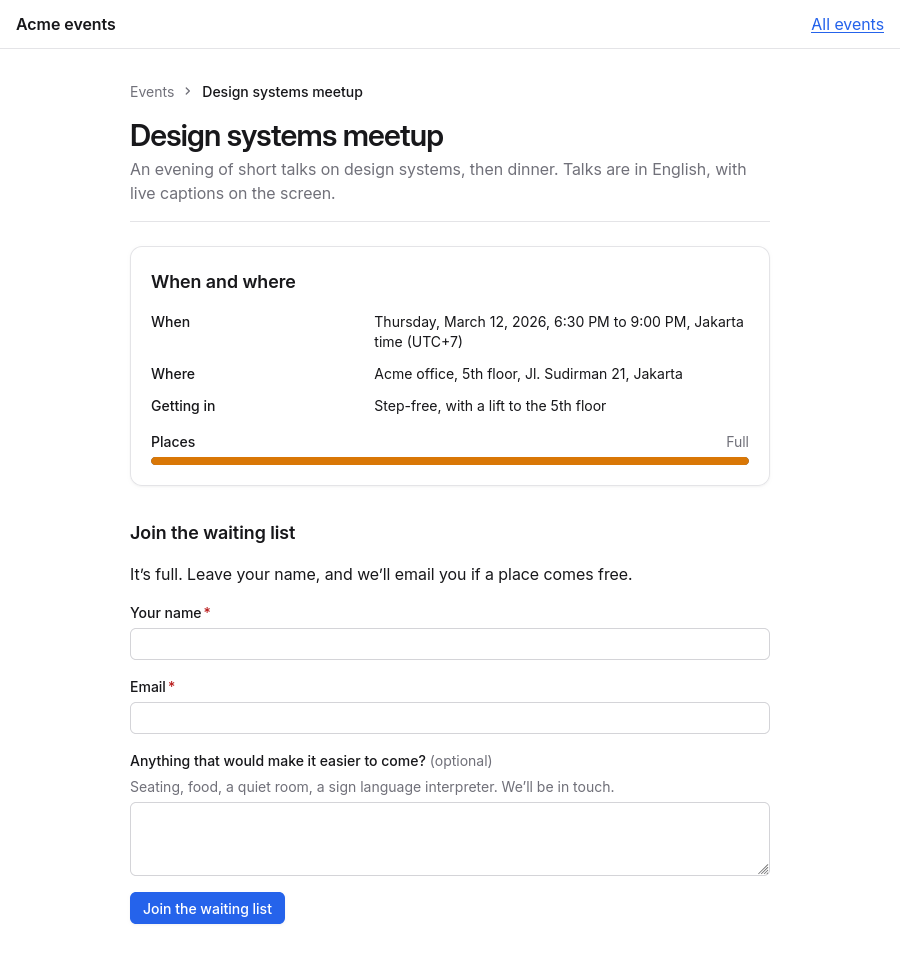 Acme events
All events
Events
Design systems meetup
Design systems meetup
An evening of short talks on design systems, then dinner. Talks are in English, with
live captions on the screen.
When and where
When
Thursday, March 12, 2026, 6:30 PM to 9:00 PM, Jakarta
time (UTC+7)
Where
Acme office, 5th floor, Jl. Sudirman 21, Jakarta
Getting in
Step-free, with a lift to the 5th floor
Places
Full
Join the waiting list
It’s full. Leave your name, and we’ll email you if a place comes free.
Your name*
Email*
Anything that would make it easier to come? (optional)
Seating, food, a quiet room, a sign language interpreter. We’ll be in touch.
Join the waiting list